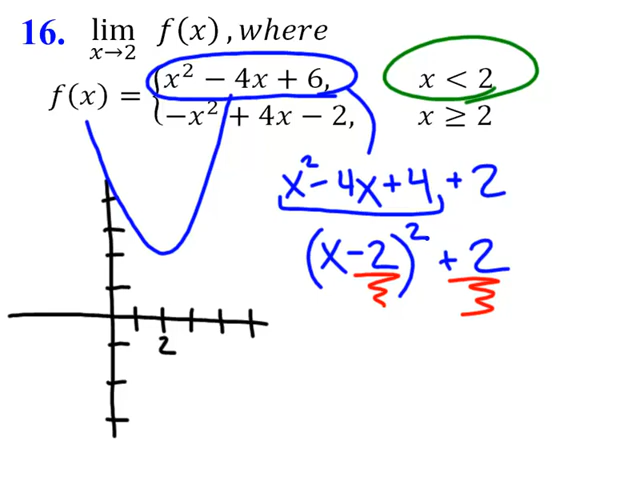 16. lim f(x), where
x→2
f(x) = { x² − 4x + 6, x < 2
−x² + 4x − 2, x ≥ 2
x² - 4x + 4 + 2
(x - 2)² + 2
2